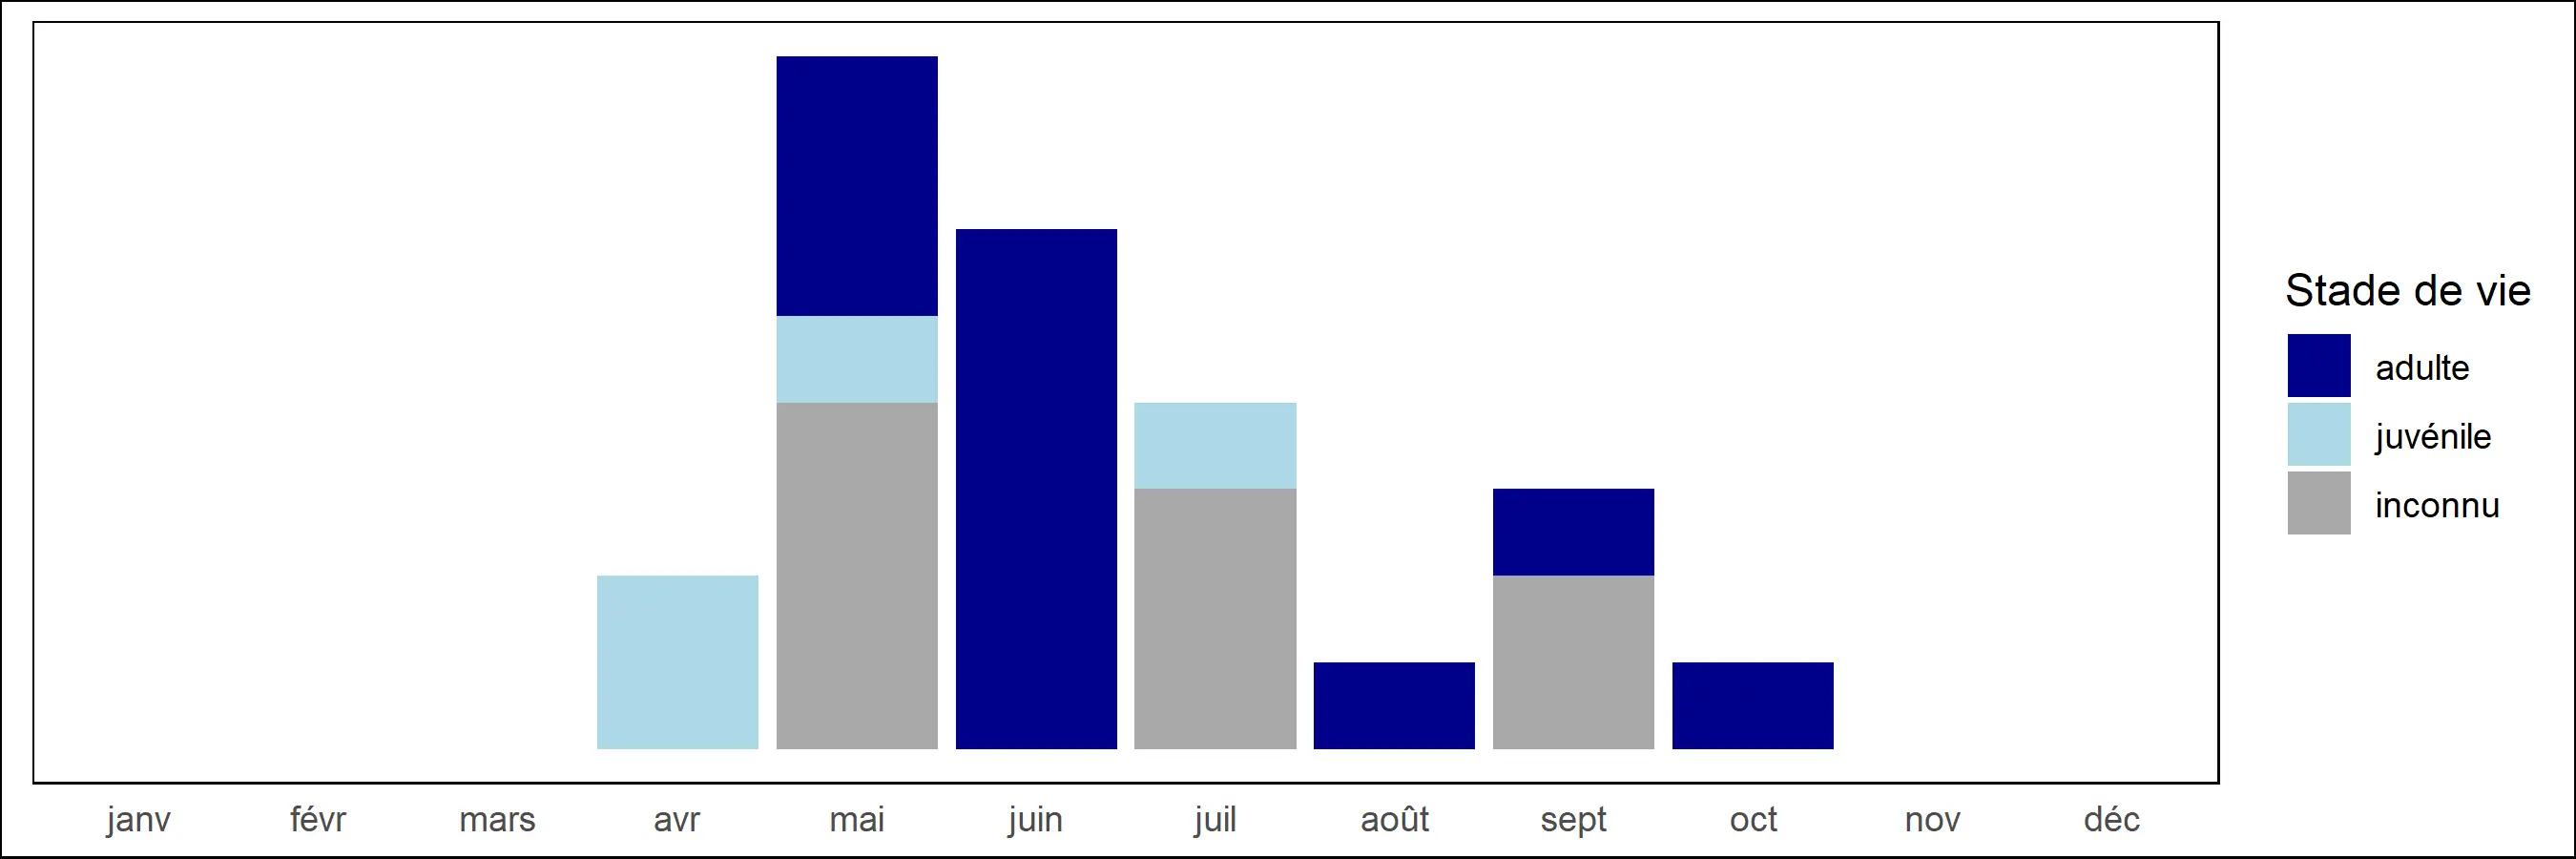 Stade de vie
adulte
juvénile
inconnu
janv févr mars avr mai juin juil août sept oct nov déc